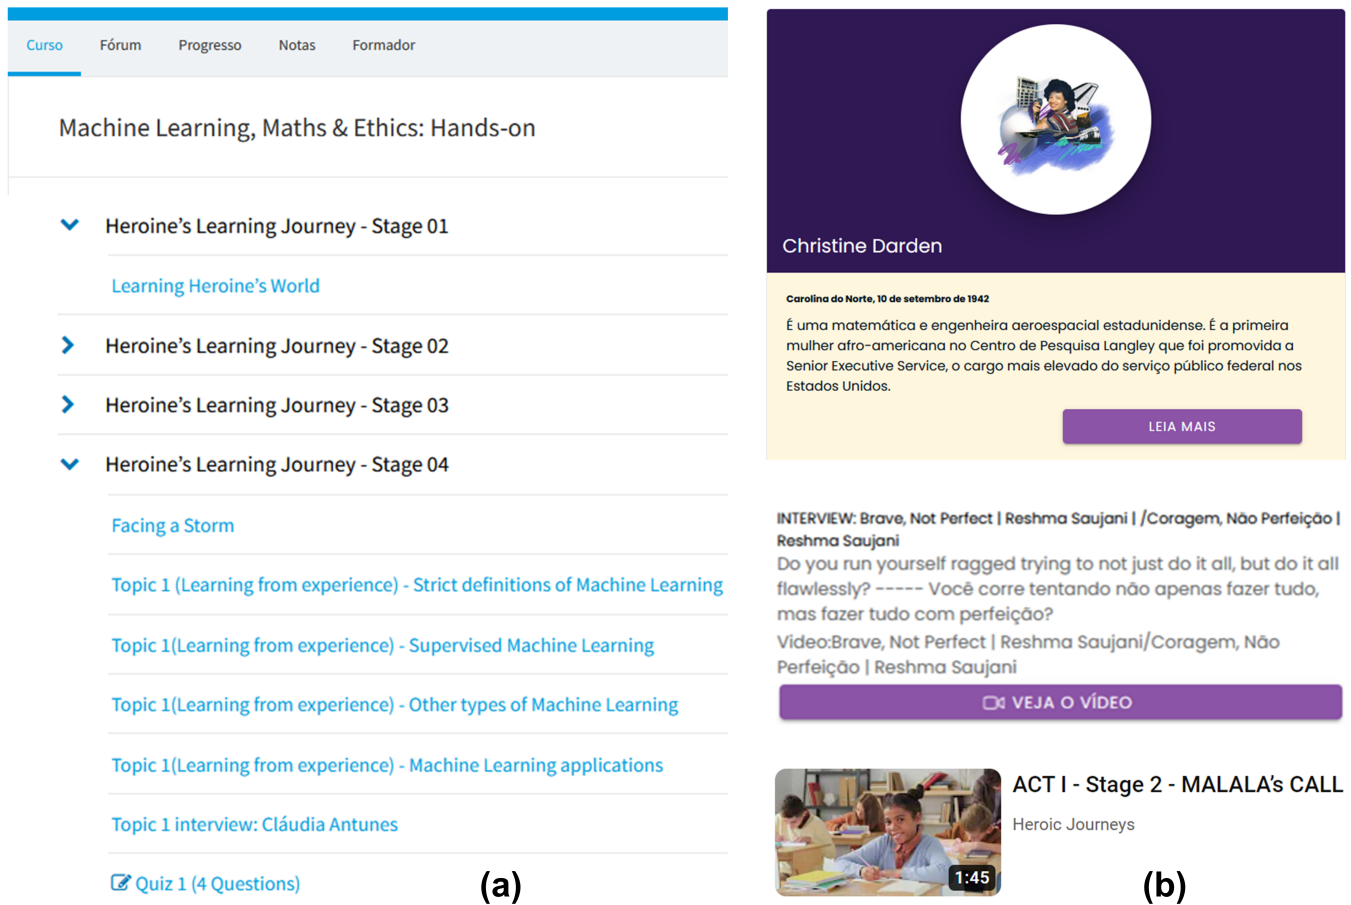 Curso Fórum Progresso Notas Formador
Machine Learning, Maths & Ethics: Hands-on
Heroine’s Learning Journey - Stage 01
Learning Heroine’s World
Heroine’s Learning Journey - Stage 02
Heroine’s Learning Journey - Stage 03
Heroine’s Learning Journey - Stage 04
Facing a Storm
Topic 1 (Learning from experience) - Strict definitions of Machine Learning
Topic 1(Learning from experience) - Supervised Machine Learning
Topic 1(Learning from experience) - Other types of Machine Learning
Topic 1(Learning from experience) - Machine Learning applications
Topic 1 interview: Cláudia Antunes
Quiz 1 (4 Questions)
(a)
Christine Darden
Carolina do Norte, 10 de setembro de 1942
É uma matemática e engenheira aeroespacial estadunidense. É a primeira
mulher afro-americana no Centro de Pesquisa Langley que foi promovida a
Senior Executive Service, o cargo mais elevado do serviço público federal nos
Estados Unidos.
LEIA MAIS
INTERVIEW: Brave, Not Perfect | Reshma Saujani | /Coragem, Não Perfeição |
Reshma Saujani
Do you run yourself ragged trying to not just do it all, but do it all
flawlessly? ----- Você corre tentando não apenas fazer tudo,
mas fazer tudo com perfeição?
Video:Brave, Not Perfect | Reshma Saujani/Coragem, Não
Perfeição | Reshma Saujani
VEJA O VÍDEO
ACT I - Stage 2 - MALALA’s CALL
Heroic Journeys
1:45
(b)